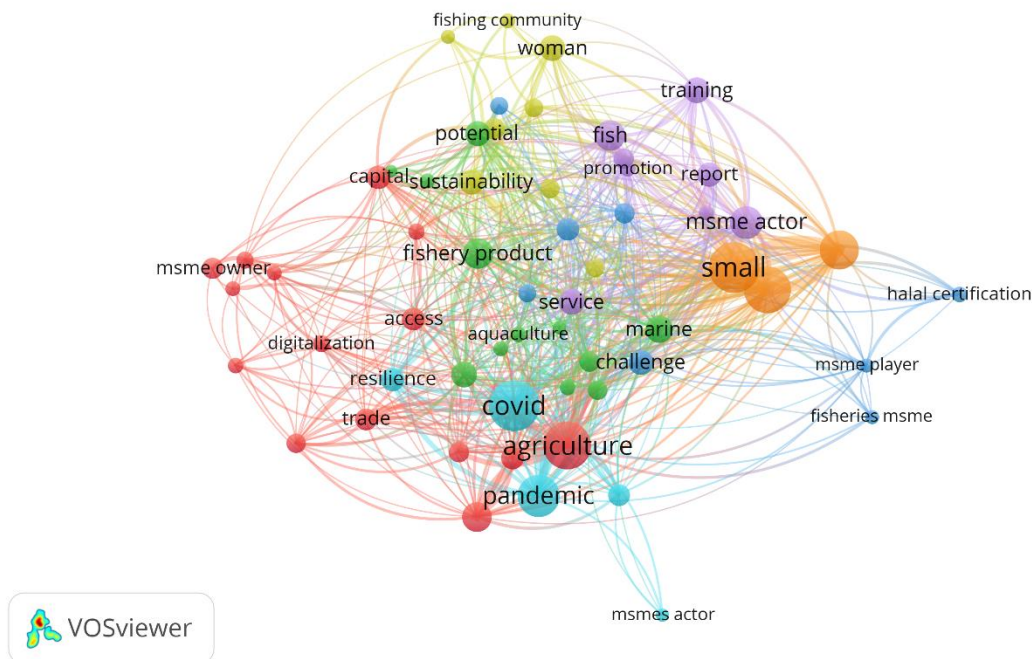 fishing community
woman
training
potential
fish
promotion
report
capital
sustainability
msme actor
fishery product
small
msme owner
halal certification
service
access
marine
aquaculture
digitalization
challenge
msme player
resilience
covid
fisheries msme
trade
agriculture
pandemic
msmes actor
VOSviewer